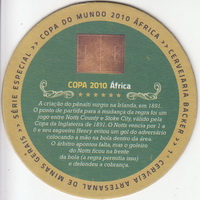 SÉRIE ESPECIAL >> COPA DO MUNDO 2010 ÁFRICA >> CERVEJARIA BACKER >> 1ª CERVEJA ARTESANAL DE MINAS GERAIS >>
COPA 2010 África
A criação do pênalti surgiu na Irlanda, em 1891.
O ponto de partida para a mudança da regra foi um
jogo entre Notts County x Stoke City, válido pela
Copa da Inglaterra de 1891. O Notts vencia por 1 a
0 e seu zagueiro Henry evitou um gol do adversário
colocando a mão na bola dentro da área.
O árbitro apontou falta, mas o goleiro
do Notts ficou na frente
da bola (a regra permitia isso)
e defendeu a cobrança.